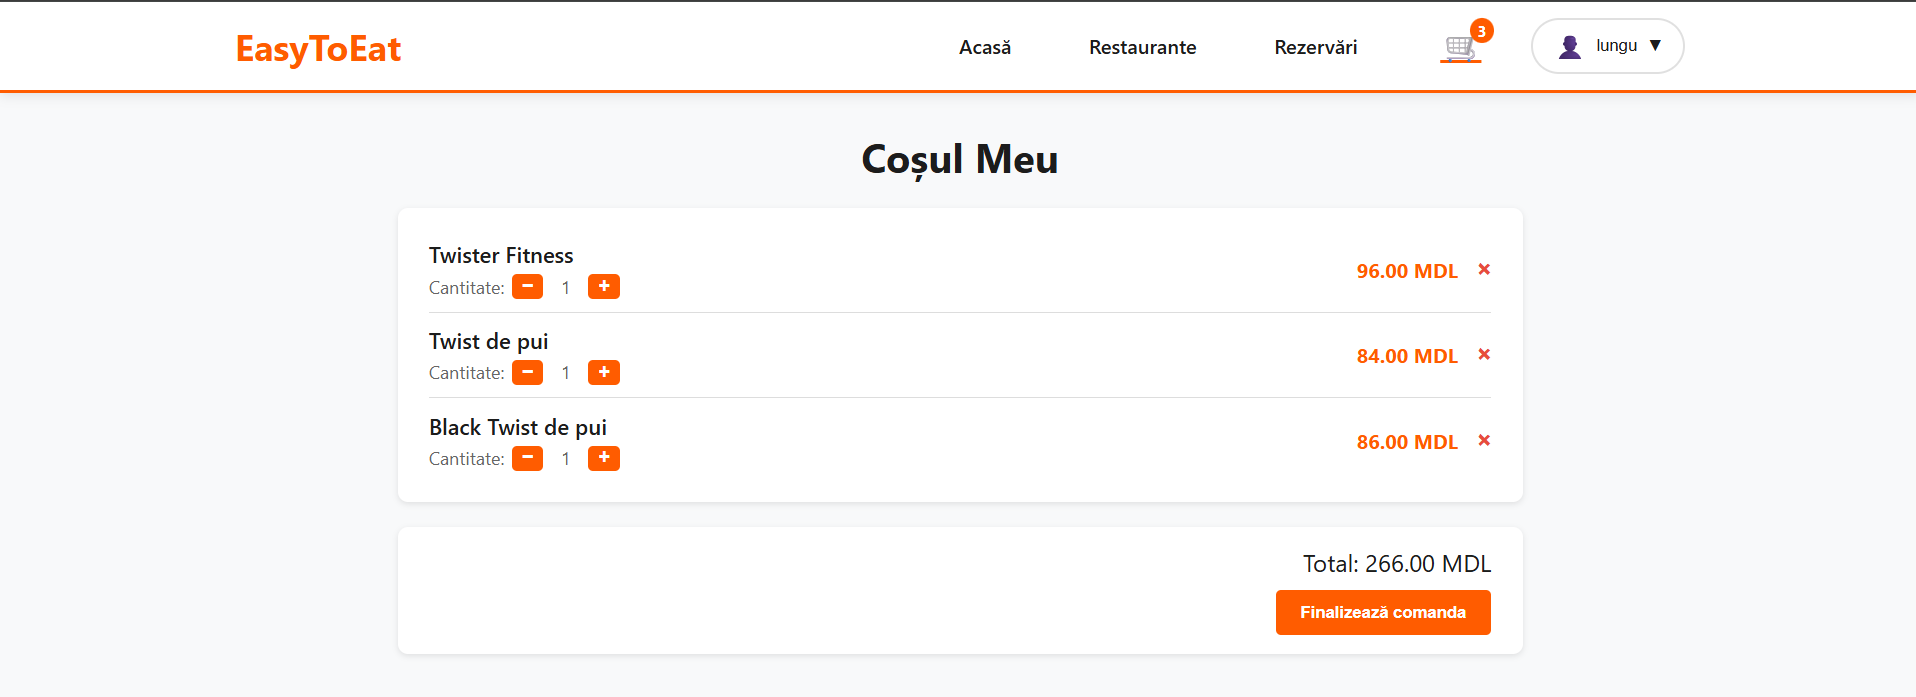 EasyToEat
Acasă
Restaurante
Rezervări
3
lungu ▼
Coșul Meu
Twister Fitness
96.00 MDL ×
Cantitate: − 1 +
Twist de pui
84.00 MDL ×
Cantitate: − 1 +
Black Twist de pui
86.00 MDL ×
Cantitate: − 1 +
Total: 266.00 MDL
Finalizează comanda